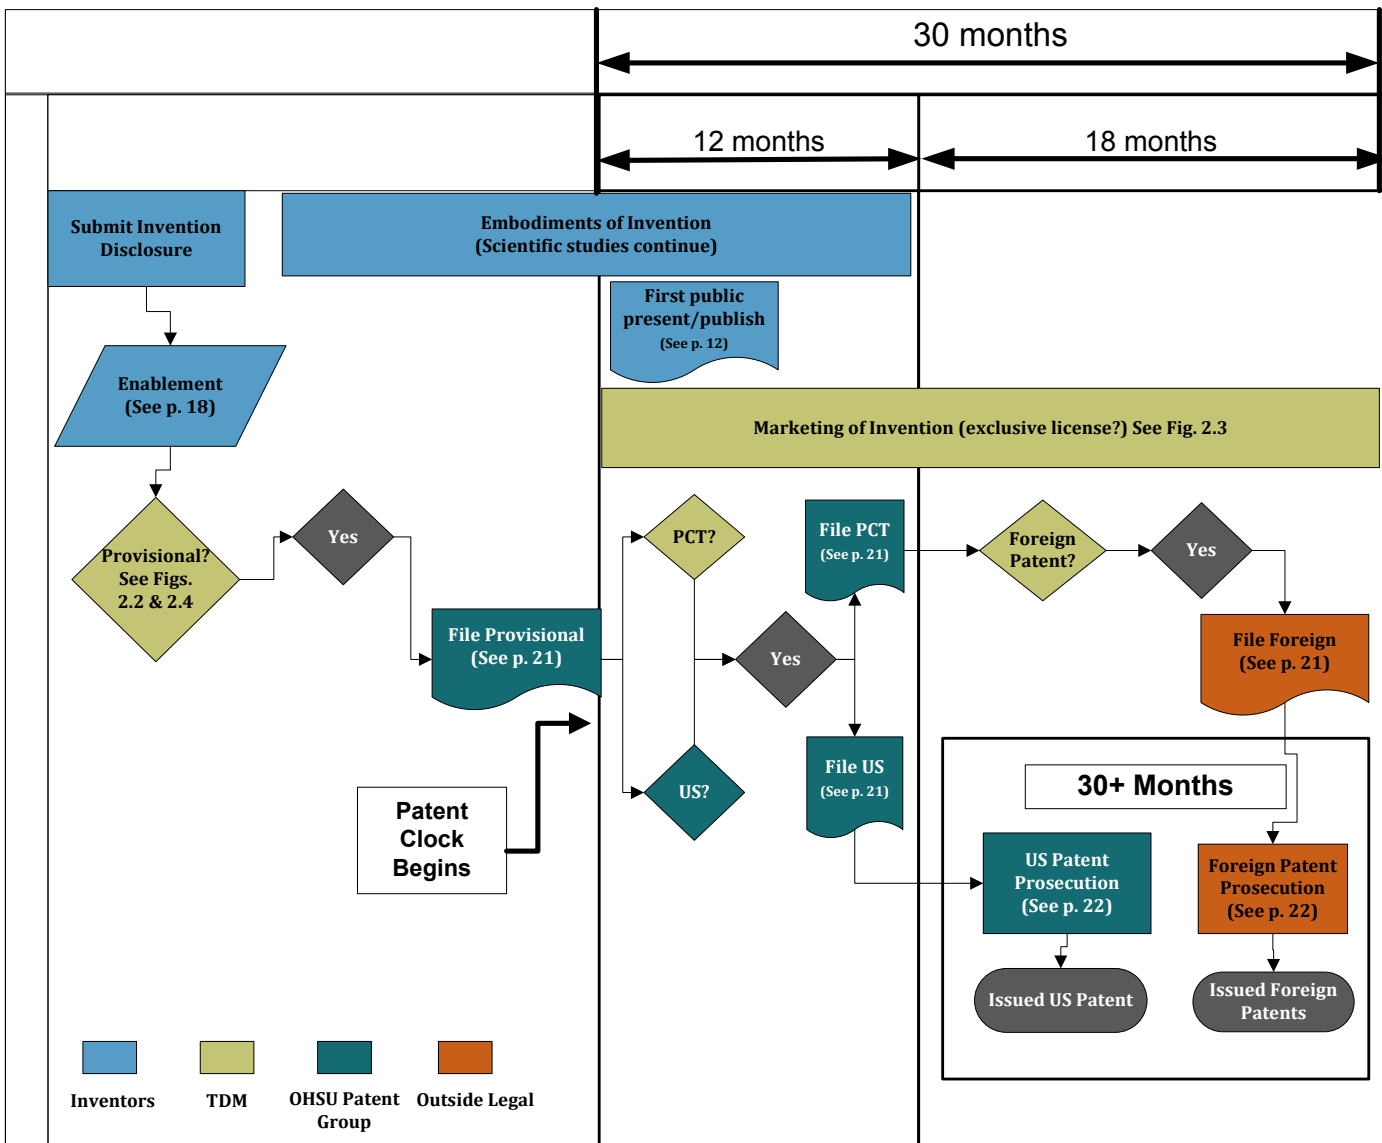 30 months
12 months
18 months
Submit Invention
Disclosure
Embodiments of Invention
(Scientific studies continue)
First public
present/publish
(See p. 12)
Enablement
(See p. 18)
Marketing of Invention (exclusive license?) See Fig. 2.3
Provisional?
See Figs.
2.2 & 2.4
Yes
File Provisional
(See p. 21)
PCT?
US?
Yes
File PCT
(See p. 21)
File US
(See p. 21)
Foreign
Patent?
Yes
File Foreign
(See p. 21)
Patent
Clock
Begins
30+ Months
US Patent
Prosecution
(See p. 22)
Foreign Patent
Prosecution
(See p. 22)
Issued US Patent
Issued Foreign
Patents
Inventors
TDM
OHSU Patent
Group
Outside Legal